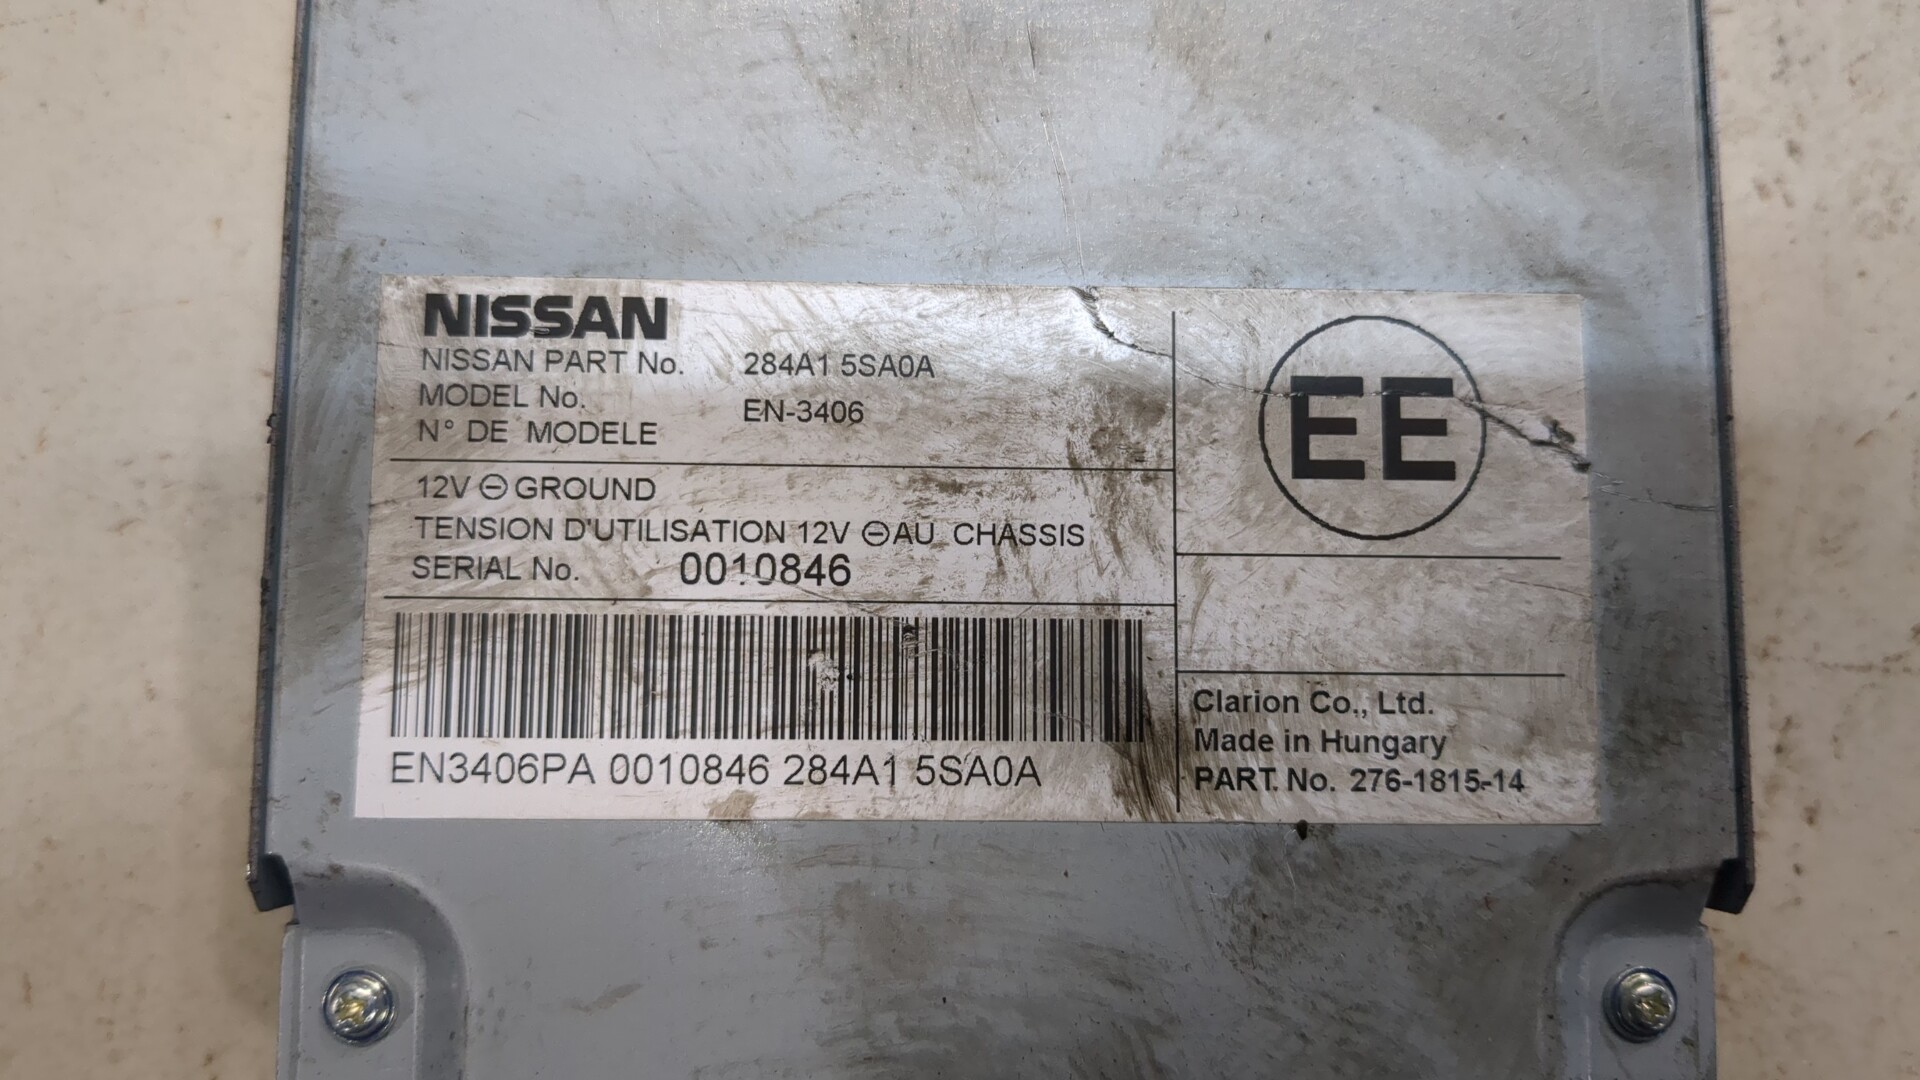 NISSAN
NISSAN PART No. 284A1 5SA0A
MODEL No.
N° DE MODELE EN-3406
12V ⊖ GROUND
TENSION D'UTILISATION 12V ⊖ AU CHASSIS
SERIAL No. 0010846
EN3406PA 0010846 284A1 5SA0A
EE
Clarion Co., Ltd.
Made in Hungary
PART. No. 276-1815-14